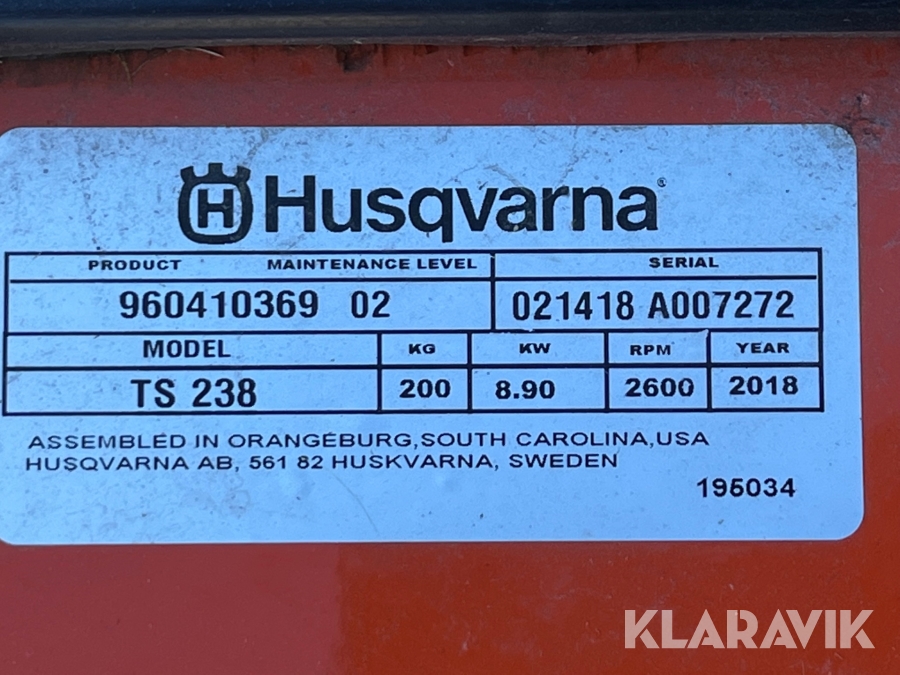 Husqvarna®
PRODUCT MAINTENANCE LEVEL SERIAL
960410369 02 021418 A007272
MODEL KG KW RPM YEAR
TS 238 200 8.90 2600 2018
ASSEMBLED IN ORANGEBURG,SOUTH CAROLINA,USA
HUSQVARNA AB, 561 82 HUSKVARNA, SWEDEN
195034
KLARAVIK